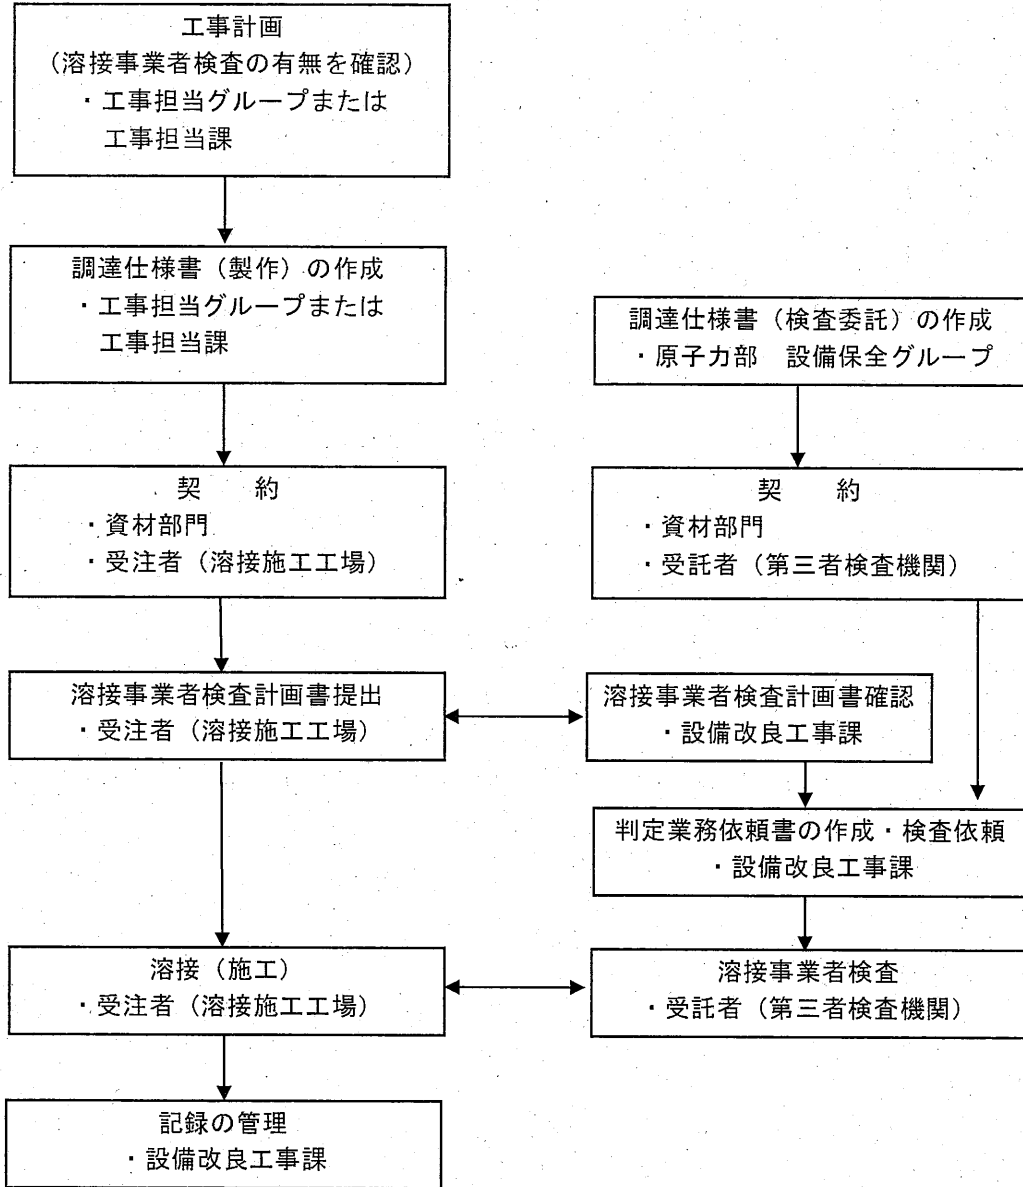 工事計画
（溶接事業者検査の有無を確認）
・工事担当グループまたは
工事担当課
調達仕様書（製作）の作成
・工事担当グループまたは
工事担当課
調達仕様書（検査委託）の作成
・原子力部　設備保全グループ
契　　約
・資材部門
・受注者（溶接施工工場）
契　　約
・資材部門
・受託者（第三者検査機関）
溶接事業者検査計画書提出
・受注者（溶接施工工場）
溶接事業者検査計画書確認
・設備改良工事課
判定業務依頼書の作成・検査依頼
・設備改良工事課
溶接（施工）
・受注者（溶接施工工場）
溶接事業者検査
・受託者（第三者検査機関）
記録の管理
・設備改良工事課